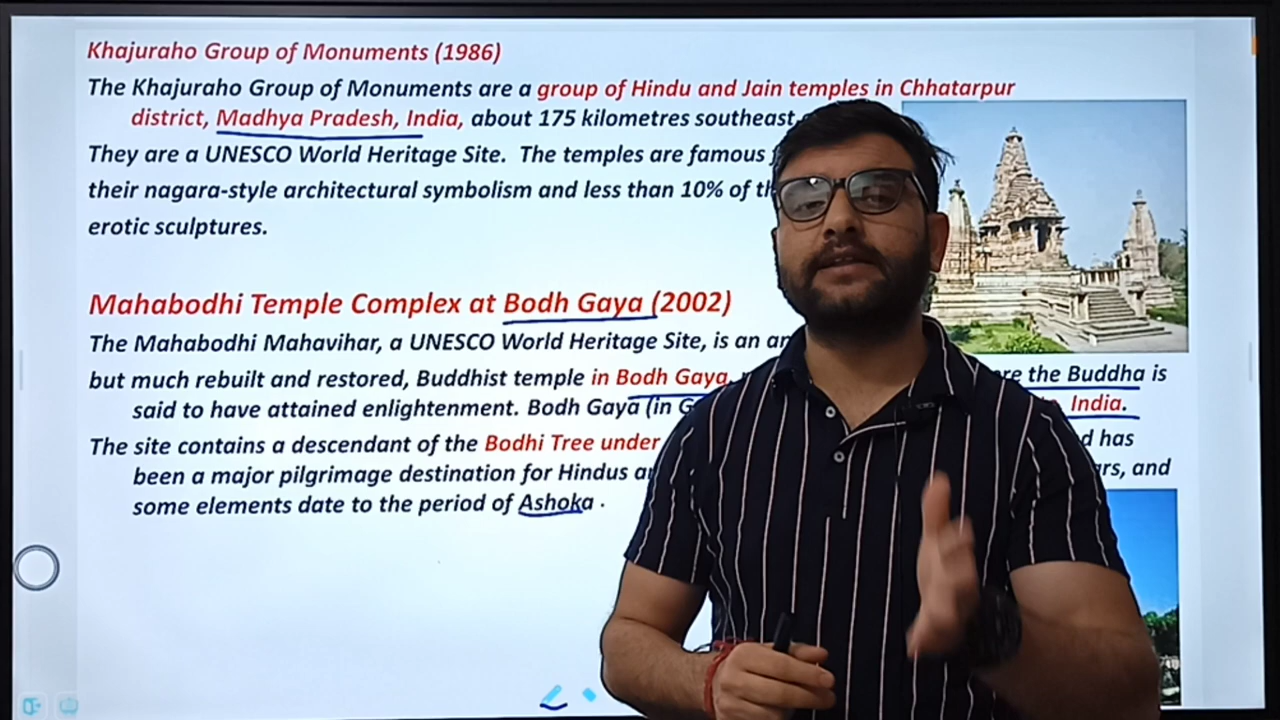 Khajuraho Group of Monuments (1986)
The Khajuraho Group of Monuments are a group of Hindu and Jain temples in Chhatarpur
district, Madhya Pradesh, India, about 175 kilometres southeast
They are a UNESCO World Heritage Site. The temples are famous
their nagara-style architectural symbolism and less than 10% of
erotic sculptures.
Mahabodhi Temple Complex at Bodh Gaya (2002)
The Mahabodhi Mahavihar, a UNESCO World Heritage Site, is an
but much rebuilt and restored, Buddhist temple in Bodh Gaya, the Buddha is
said to have attained enlightenment. Bodh Gaya (in India.
The site contains a descendant of the Bodhi Tree under has
been a major pilgrimage destination for Hindus and
some elements date to the period of Ashoka.